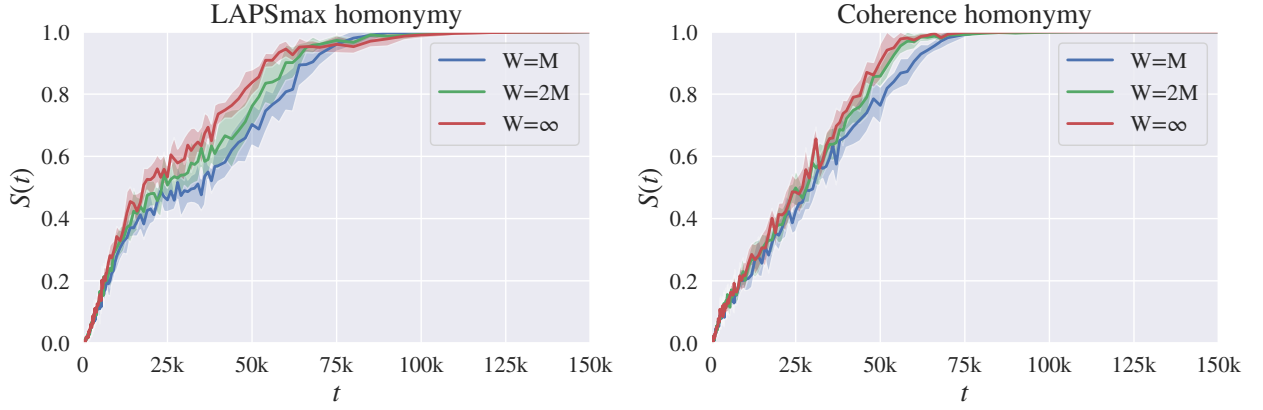 LAPSmax homonymy
S(t)
1.0
0.8
0.6
0.4
0.2
0.0
W=M
W=2M
W=∞
0 25k 50k 75k 100k 125k 150k
t
Coherence homonymy
S(t)
1.0
0.8
0.6
0.4
0.2
0.0
W=M
W=2M
W=∞
0 25k 50k 75k 100k 125k 150k
t